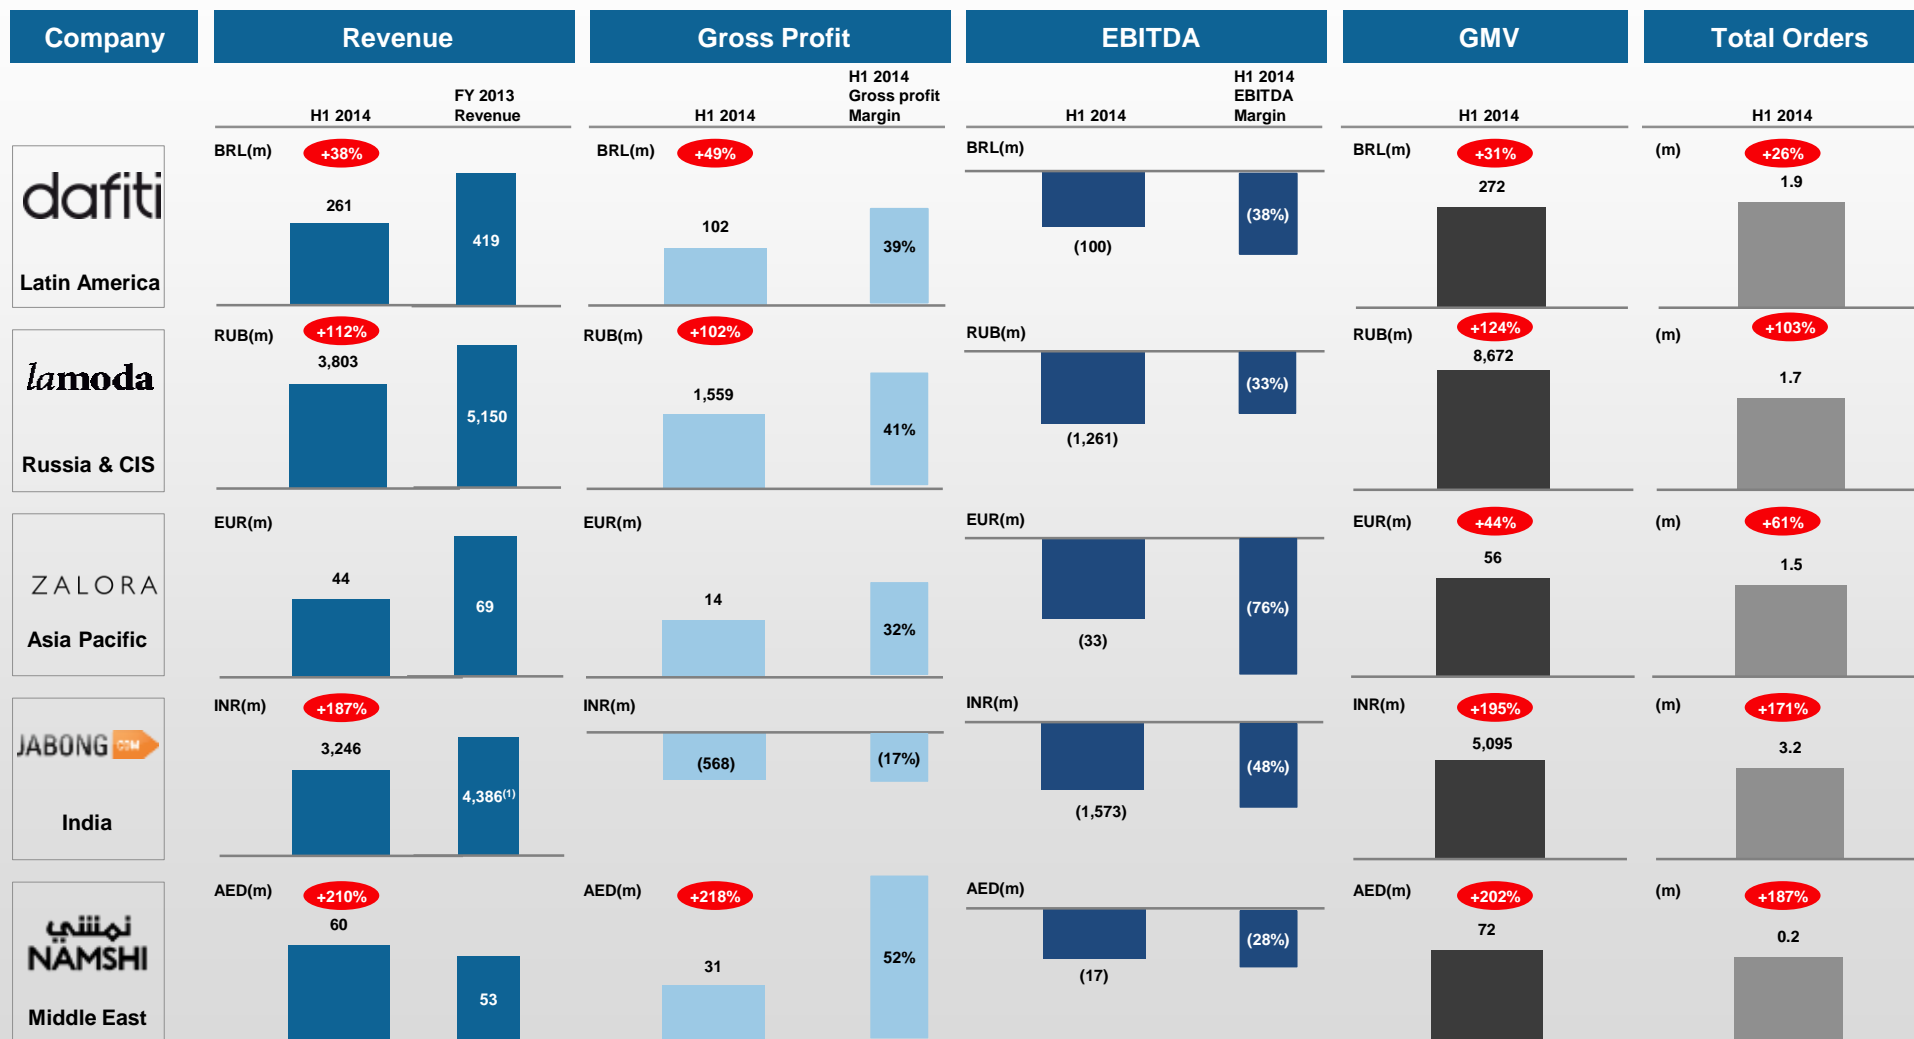 Company
Revenue
Gross Profit
EBITDA
GMV
Total Orders
H1 2014
FY 2013
Revenue
H1 2014
H1 2014
Gross profit
Margin
H1 2014
H1 2014
EBITDA
Margin
H1 2014
H1 2014
dafiti
Latin America
BRL(m)
+38%
261
419
BRL(m)
+49%
102
39%
BRL(m)
(100)
(38%)
BRL(m)
+31%
272
(m)
+26%
1.9
lamoda
Russia & CIS
RUB(m)
+112%
3,803
5,150
RUB(m)
+102%
1,559
41%
RUB(m)
(1,261)
(33%)
RUB(m)
+124%
8,672
(m)
+103%
1.7
ZALORA
Asia Pacific
EUR(m)
44
69
EUR(m)
14
32%
EUR(m)
(33)
(76%)
EUR(m)
+44%
56
(m)
+61%
1.5
JABONG COM
India
INR(m)
+187%
3,246
4,386(1)
INR(m)
(568)
(17%)
INR(m)
(1,573)
(48%)
INR(m)
+195%
5,095
(m)
+171%
3.2
نمشي
NAMSHI
Middle East
AED(m)
+210%
60
53
AED(m)
+218%
31
52%
AED(m)
(17)
(28%)
AED(m)
+202%
72
(m)
+187%
0.2